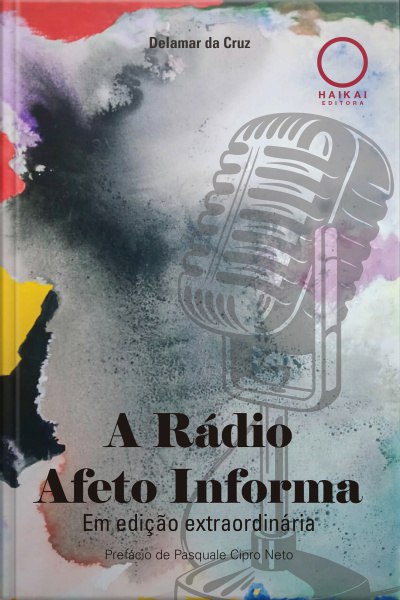 Delamar da Cruz
HAIKAI
EDITORA
A Rádio
Afeto Informa
Em edição extraordinária
Prefácio de Pasquale Cipro Neto